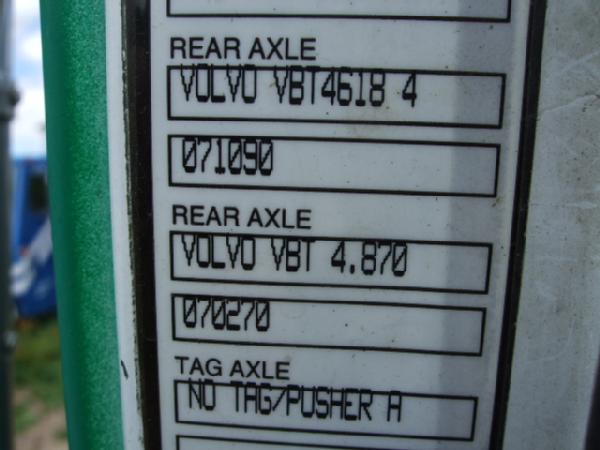 REAR AXLE
VOLVO VBT4618 4
071090
REAR AXLE
VOLVO VBT 4.870
070270
TAG AXLE
NO TAG/PUSHER A